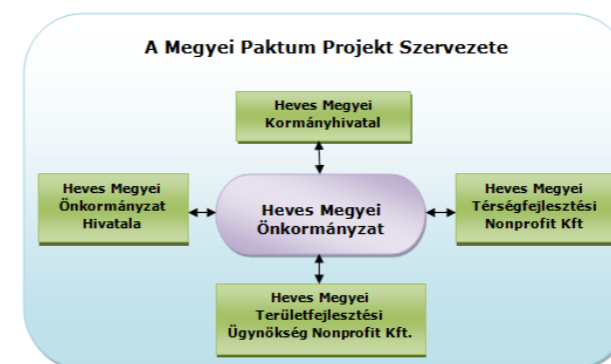 A Megyei Paktum Projekt Szervezete
Heves Megyei
Kormányhivatal
Heves Megyei
Önkormányzat
Hivatala
Heves Megyei
Önkormányzat
Heves Megyei
Térségfejlesztési
Nonprofit Kft
Heves Megyei
Területfejlesztési
Ügynökség Nonprofit Kft.